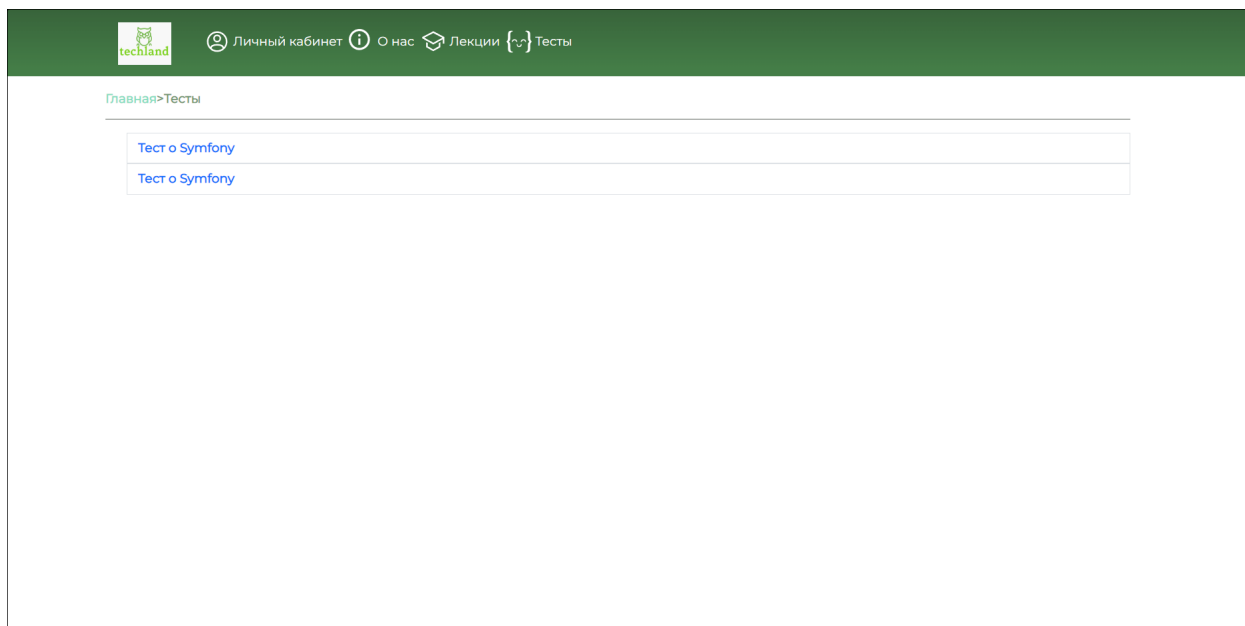 techland
Личный кабинет О нас Лекции Тесты
Главная>Тесты
Тест о Symfony
Тест о Symfony